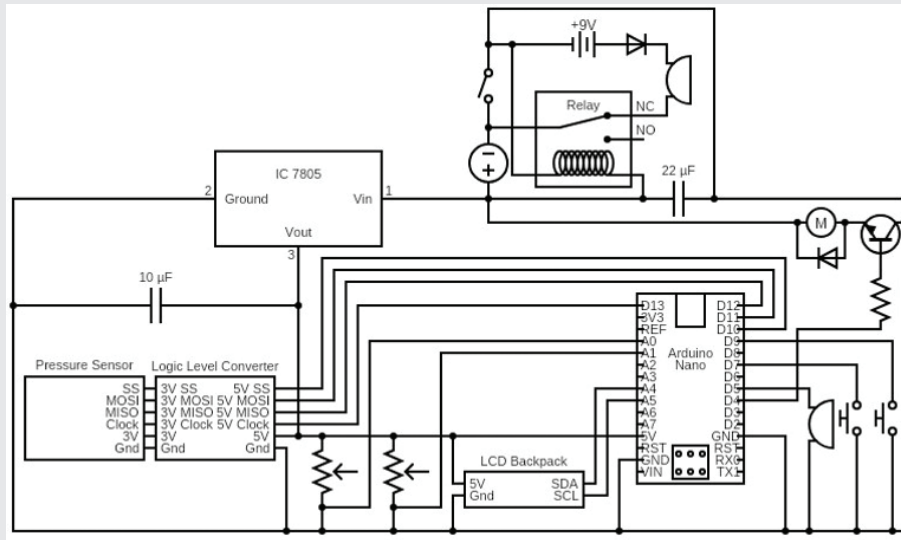 +9V
Relay
NC
NO
22 µF
IC 7805
2
Ground
Vin
1
Vout
3
M
10 µF
D13
3V3
REF
A0
A1
A2
A3
A4
A5
A6
A7
5V
RST
GND
VIN
Arduino
Nano
D12
D11
D10
D9
D8
D7
D6
D5
D4
D3
D2
GND
RST
RX0
TX1
Pressure Sensor
SS
MOSI
MISO
Clock
3V
Gnd
Logic Level Converter
3V SS 5V SS
3V MOSI 5V MOSI
3V MISO 5V MISO
3V Clock 5V Clock
3V 5V
Gnd Gnd
LCD Backpack
5V SDA
Gnd SCL